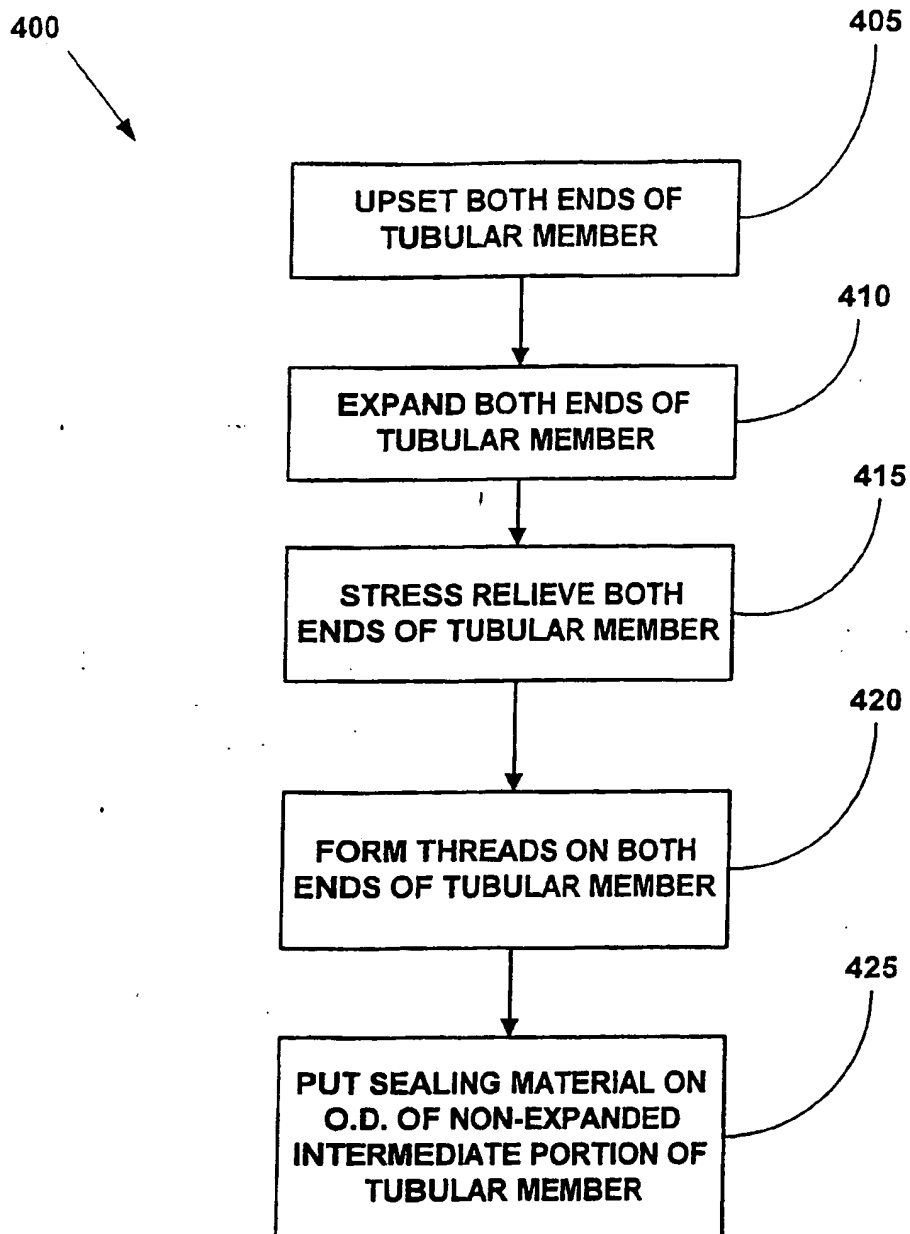 400
405
UPSET BOTH ENDS OF
TUBULAR MEMBER
410
EXPAND BOTH ENDS OF
TUBULAR MEMBER
415
STRESS RELIEVE BOTH
ENDS OF TUBULAR MEMBER
420
FORM THREADS ON BOTH
ENDS OF TUBULAR MEMBER
425
PUT SEALING MATERIAL ON
O.D. OF NON-EXPANDED
INTERMEDIATE PORTION OF
TUBULAR MEMBER